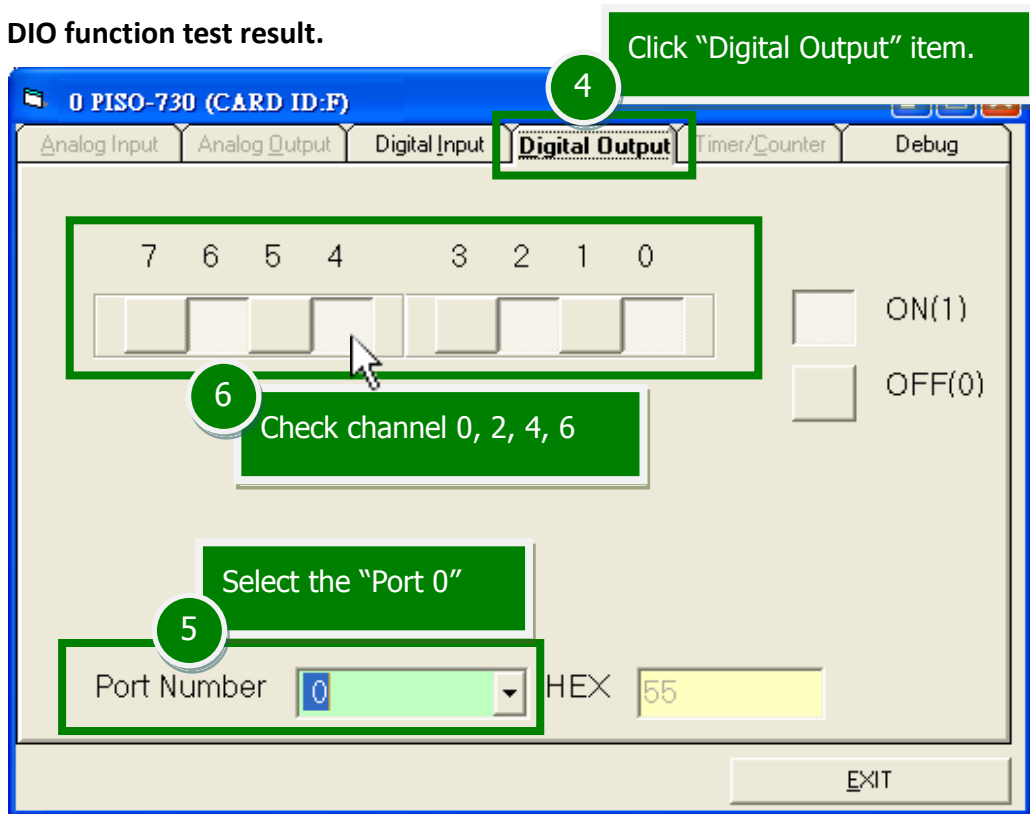 DIO function test result.
Click “Digital Output” item.
4
0 PISO-730 (CARD ID:F)
Analog Input Analog Output Digital Input Digital Output Timer/Counter Debug
7 6 5 4 3 2 1 0
ON(1)
OFF(0)
6
Check channel 0, 2, 4, 6
Select the “Port 0”
5
Port Number 0 HEX 55
EXIT